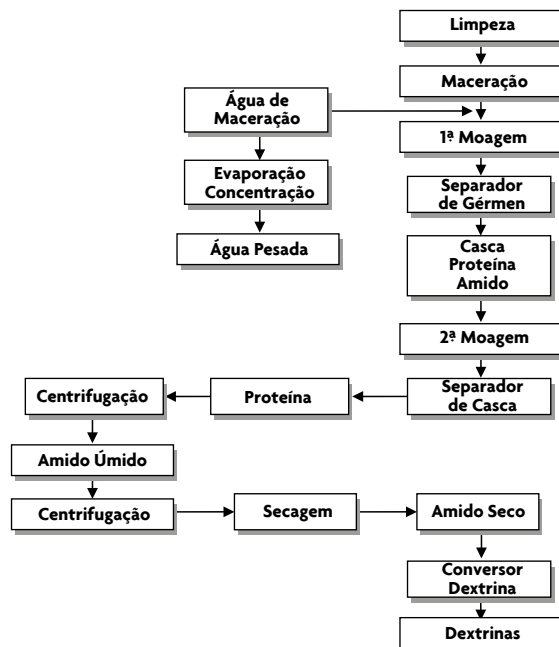 Limpeza
Maceração
Água de
Maceração
1ª Moagem
Evaporação
Concentração
Separador
de Gérmen
Água Pesada
Casca
Proteína
Amido
2ª Moagem
Separador
de Casca
Proteína
Centrifugação
Amido Úmido
Centrifugação
Secagem
Amido Seco
Conversor
Dextrina
Dextrinas